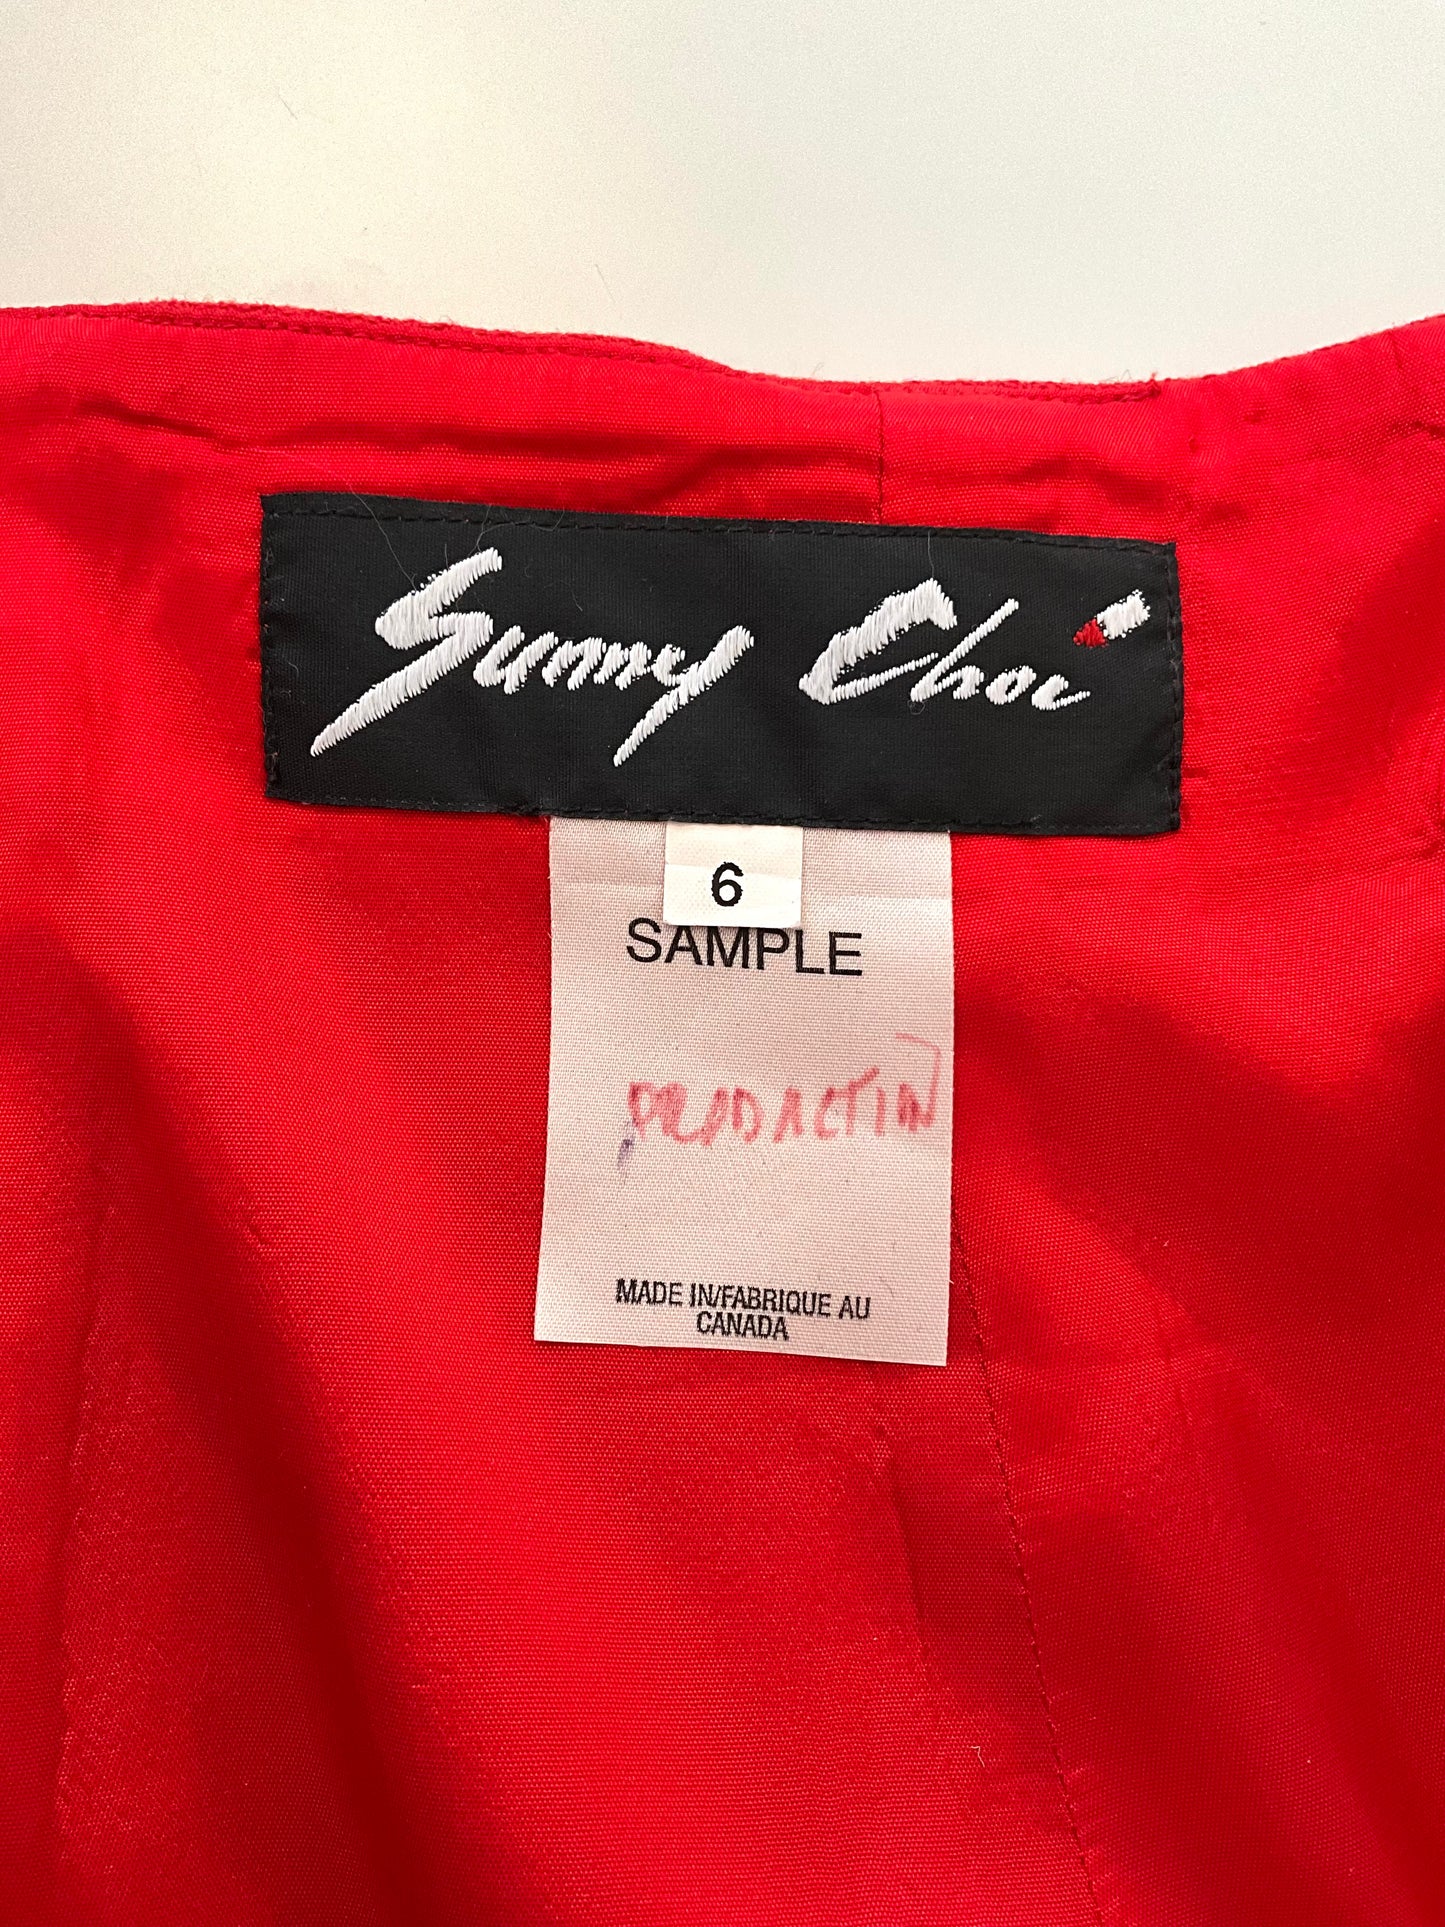 Sunny Choi
6
SAMPLE
PRODUCTION
MADE IN/FABRIQUE AU
CANADA